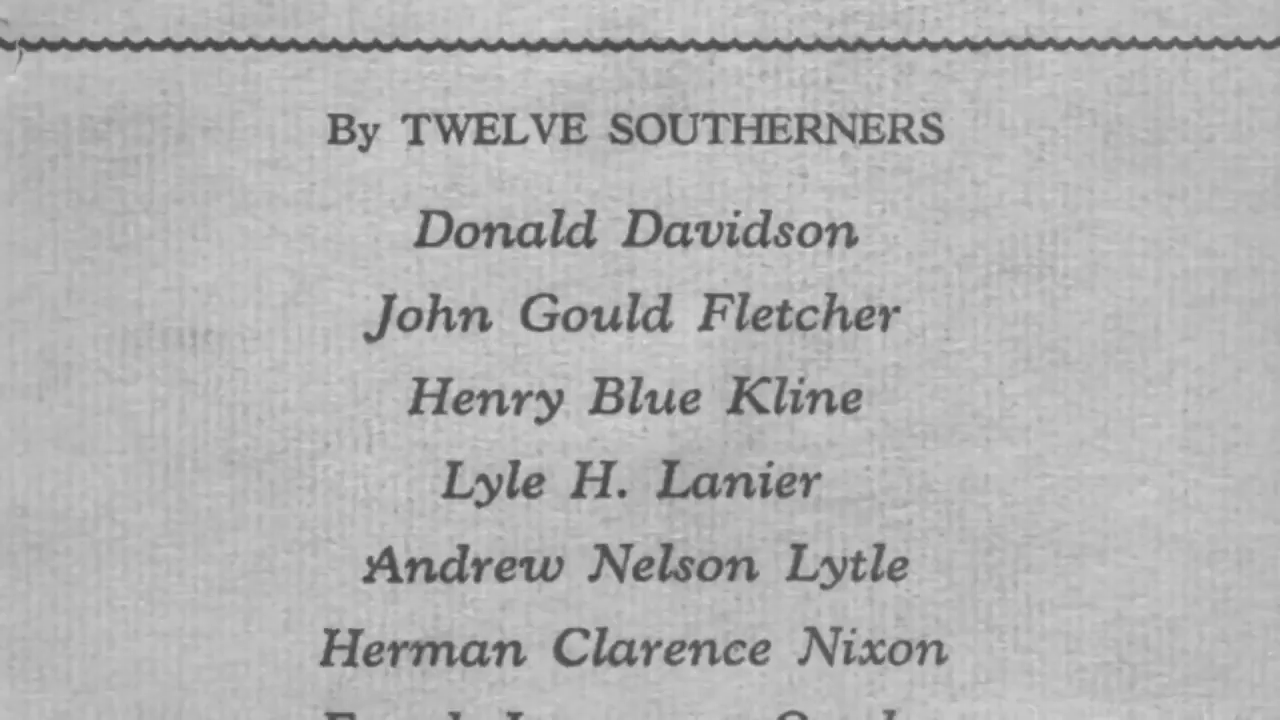 By TWELVE SOUTHERNERS
Donald Davidson
John Gould Fletcher
Henry Blue Kline
Lyle H. Lanier
Andrew Nelson Lytle
Herman Clarence Nixon